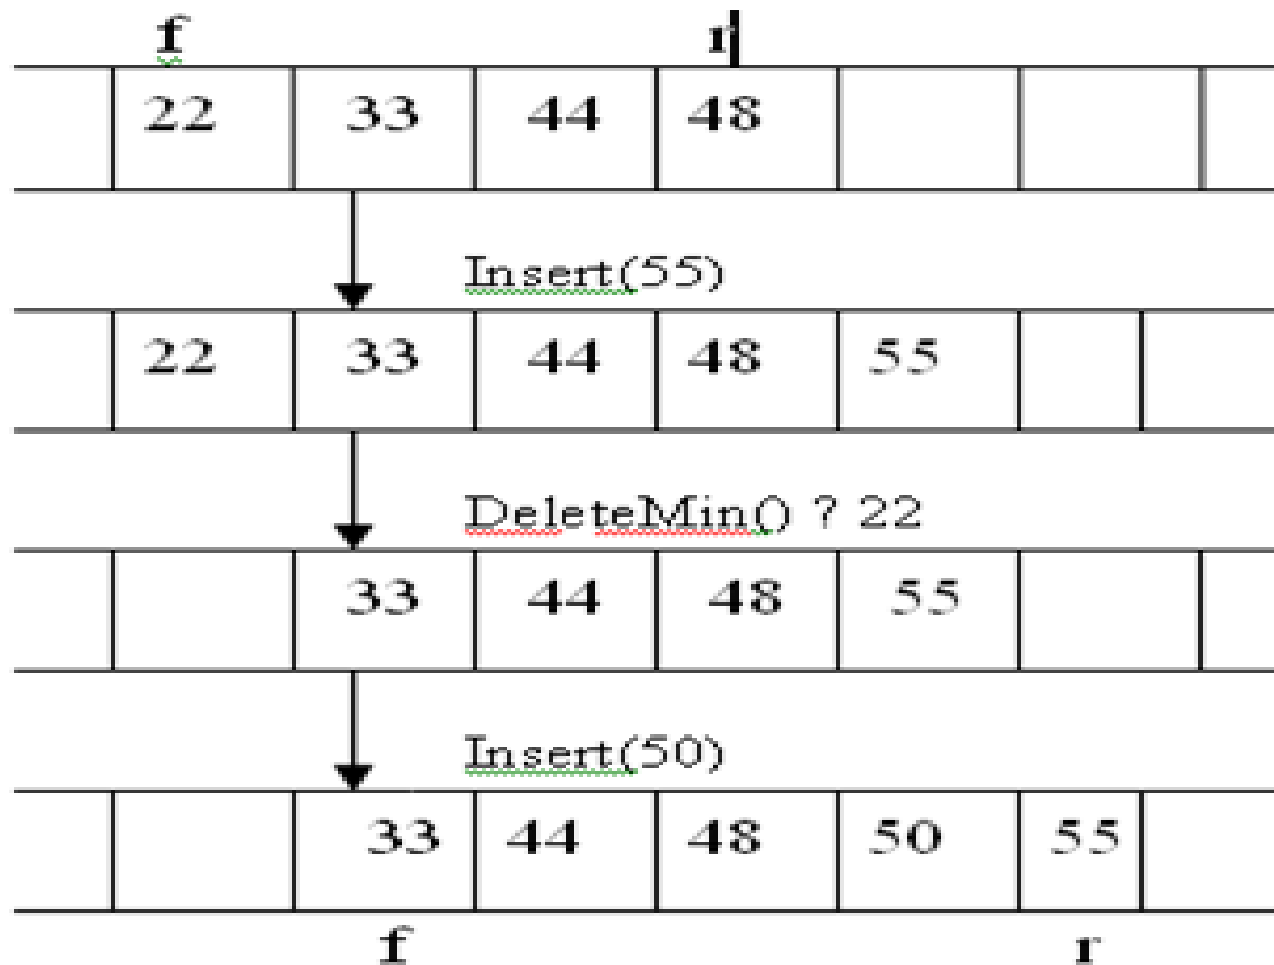 f r
22 33 44 48
Insert(55)
22 33 44 48 55
DeleteMin() ? 22
33 44 48 55
Insert(50)
33 44 48 50 55
f r